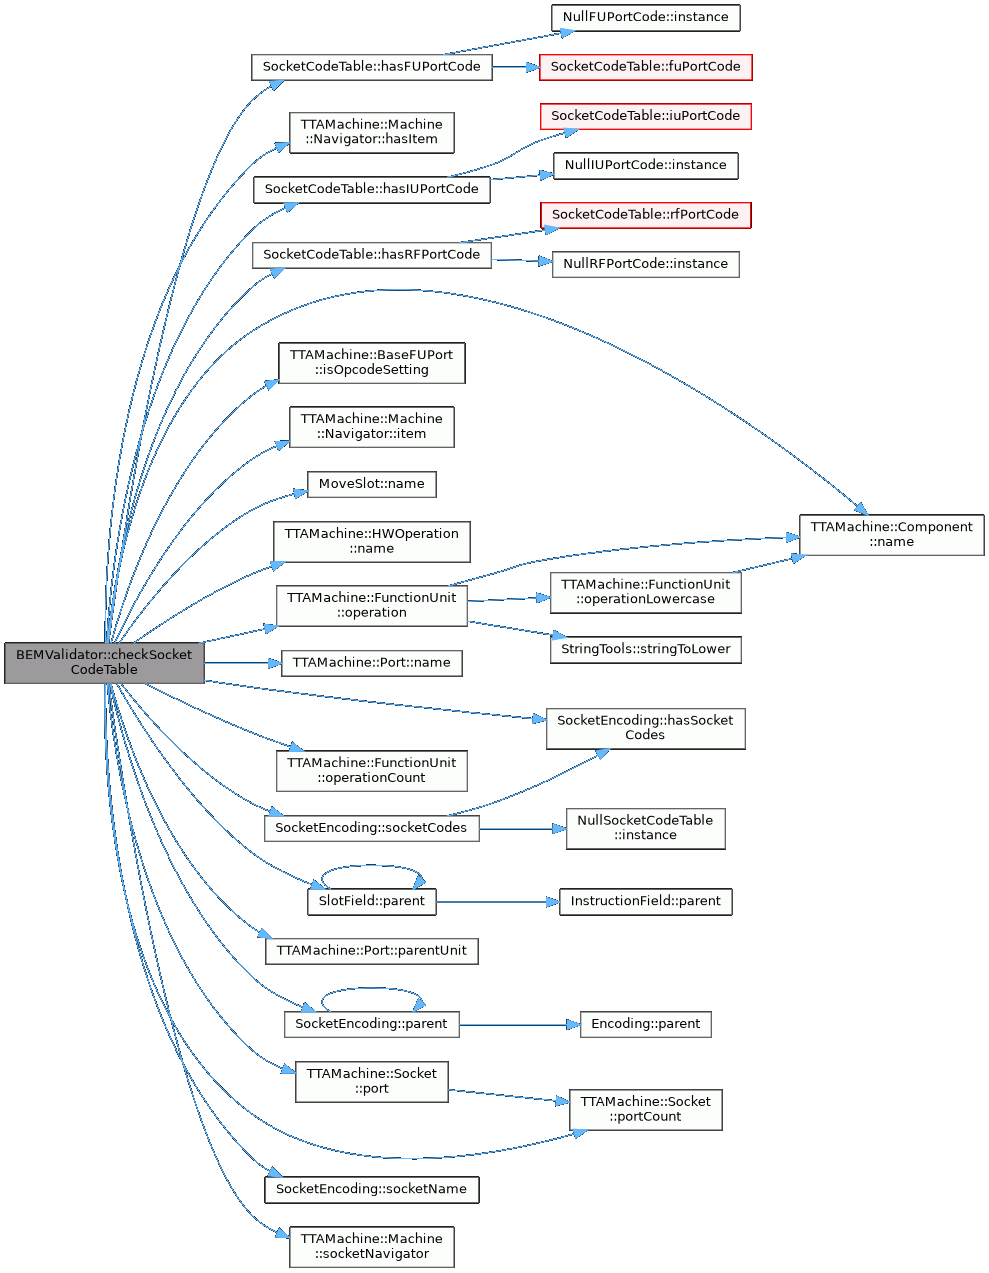 NullFUPortCode::instance
SocketCodeTable::hasFUPortCode
SocketCodeTable::fuPortCode
SocketCodeTable::iuPortCode
TTAMachine::Machine
::Navigator::hasItem
NullIUPortCode::instance
SocketCodeTable::hasIUPortCode
SocketCodeTable::rfPortCode
SocketCodeTable::hasRFPortCode
NullRFPortCode::instance
TTAMachine::BaseFUPort
::isOpcodeSetting
TTAMachine::Machine
::Navigator::item
MoveSlot::name
TTAMachine::HWOperation
::name
TTAMachine::Component
::name
TTAMachine::FunctionUnit
::operation
TTAMachine::FunctionUnit
::operationLowercase
StringTools::stringToLower
BEMValidator::checkSocket
CodeTable
TTAMachine::Port::name
SocketEncoding::hasSocket
Codes
TTAMachine::FunctionUnit
::operationCount
SocketEncoding::socketCodes
NullSocketCodeTable
::instance
SlotField::parent
InstructionField::parent
TTAMachine::Port::parentUnit
SocketEncoding::parent
Encoding::parent
TTAMachine::Socket
::port
TTAMachine::Socket
::portCount
SocketEncoding::socketName
TTAMachine::Machine
::socketNavigator